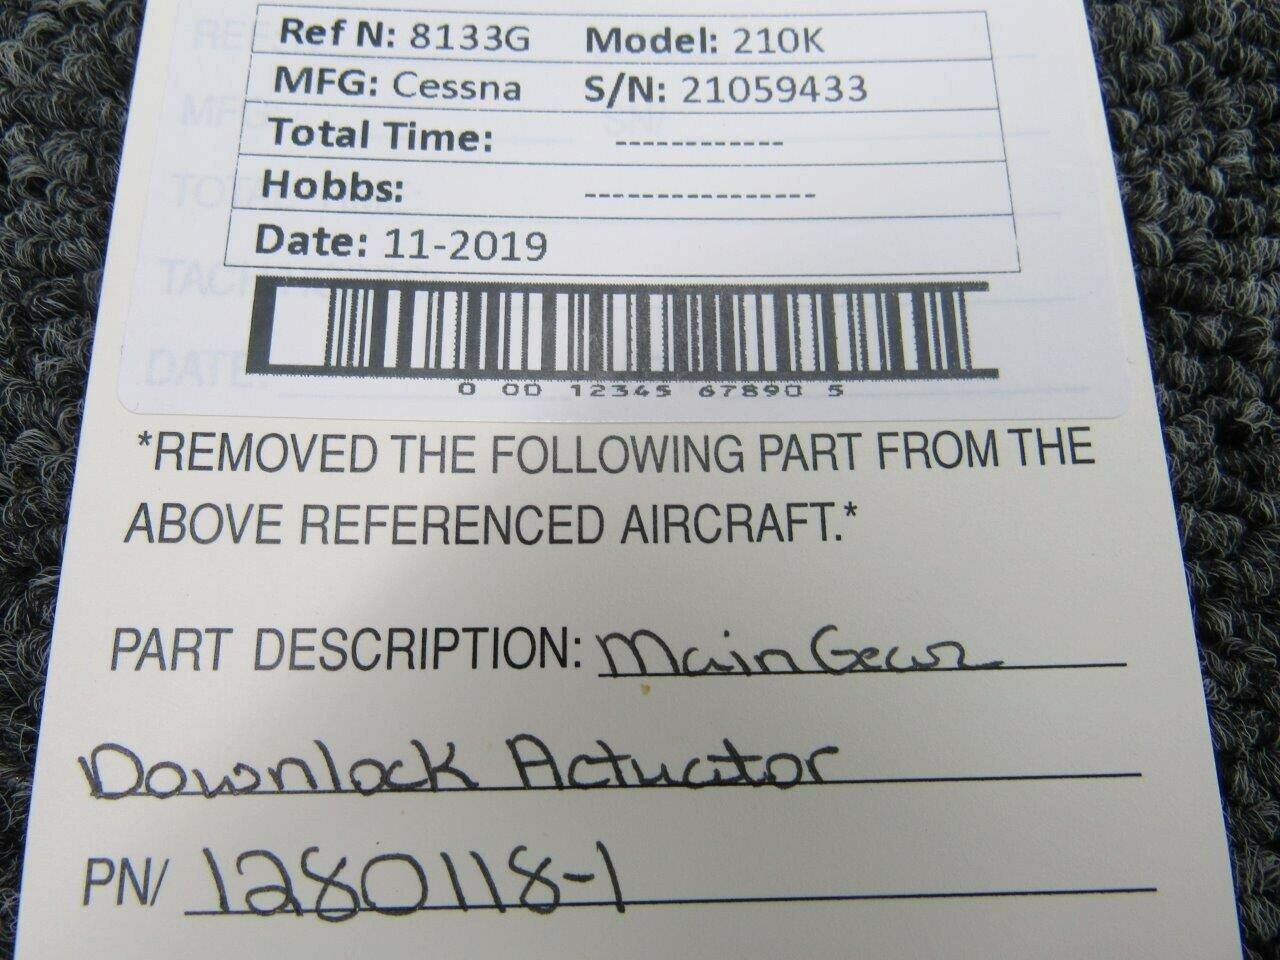 Ref N: 8133G Model: 210K
MFG: Cessna S/N: 21059433
Total Time: ------------
Hobbs: ----------------
Date: 11-2019
0 00 12345 67890 5
*REMOVED THE FOLLOWING PART FROM THE
ABOVE REFERENCED AIRCRAFT.*
PART DESCRIPTION: Main Gear
Downlock Actuator
PN/ 1280118-1